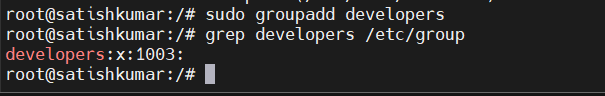 root@satishkumar:/# sudo groupadd developers
root@satishkumar:/# grep developers /etc/group
developers:x:1003:
root@satishkumar:/#